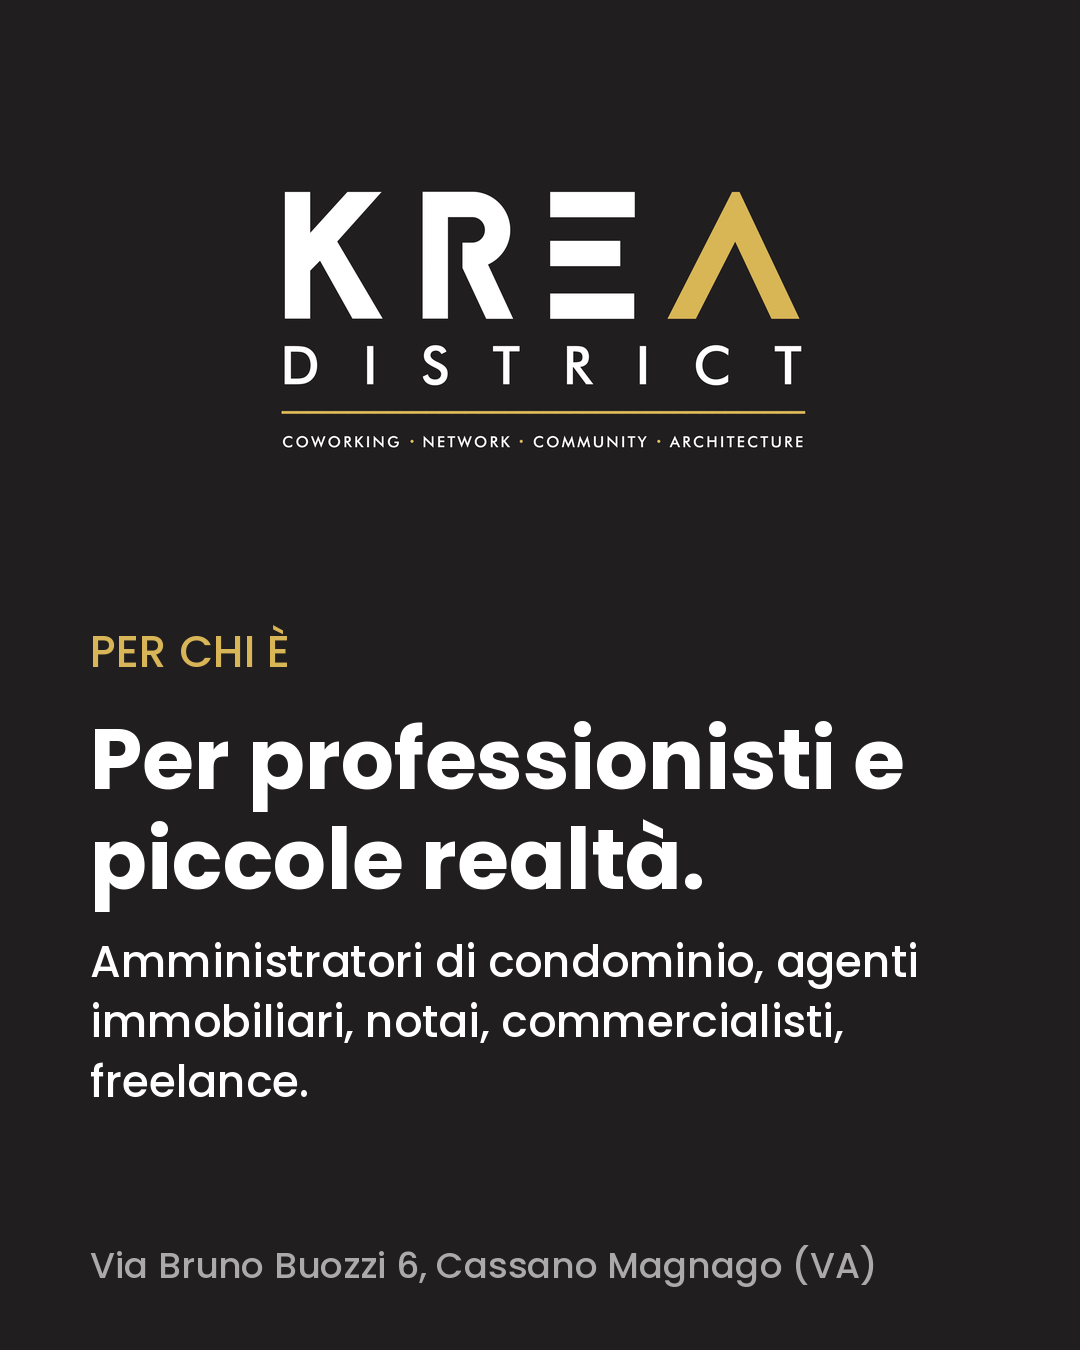 KREA
DISTRICT
COWORKING · NETWORK · COMMUNITY · ARCHITECTURE
PER CHI È
Per professionisti e
piccole realtà.
Amministratori di condominio, agenti
immobiliari, notai, commercialisti,
freelance.
Via Bruno Buozzi 6, Cassano Magnago (VA)